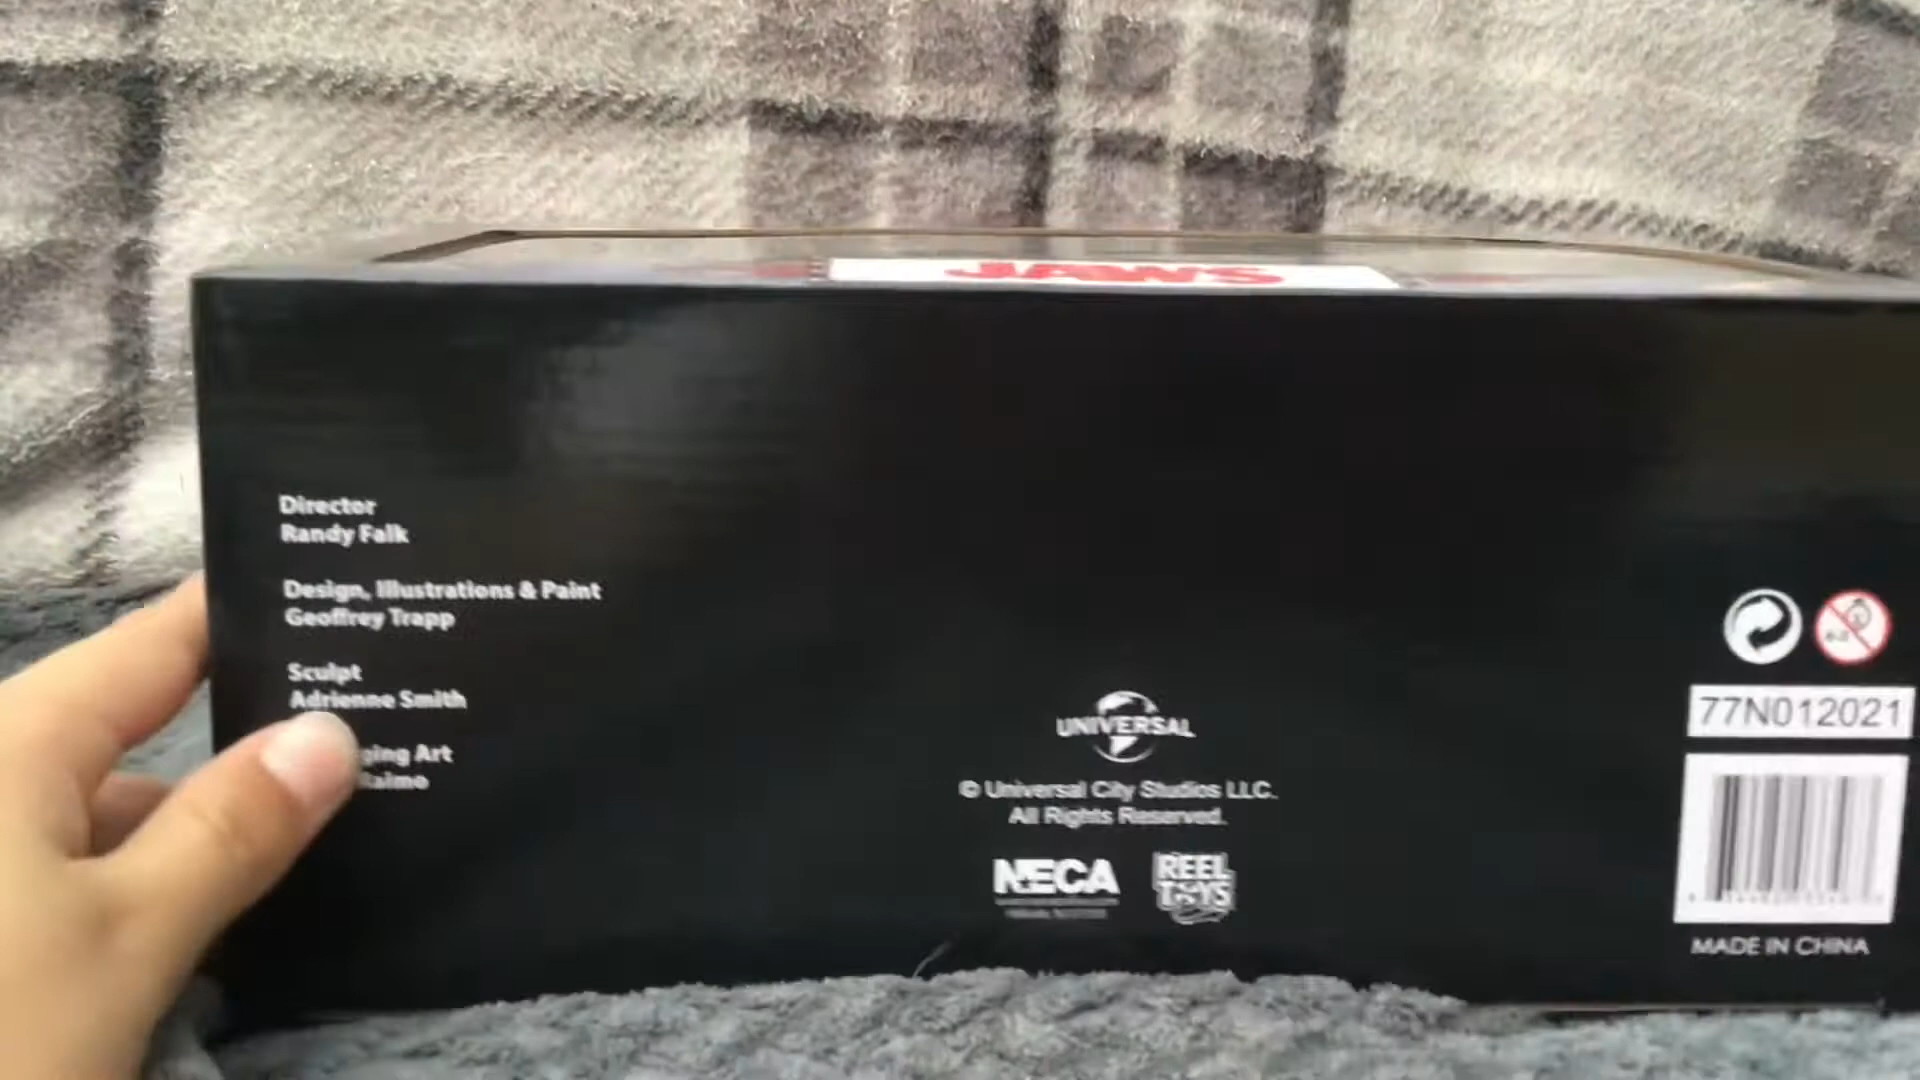 JAWS
Director
Randy Falk
Design, Illustrations & Paint
Geoffrey Trapp
Sculpt
Adrienne Smith
ging Art
Raimo
UNIVERSAL
© Universal City Studios LLC.
All Rights Reserved.
NECA
REEL
TOYS
77N012021
MADE IN CHINA